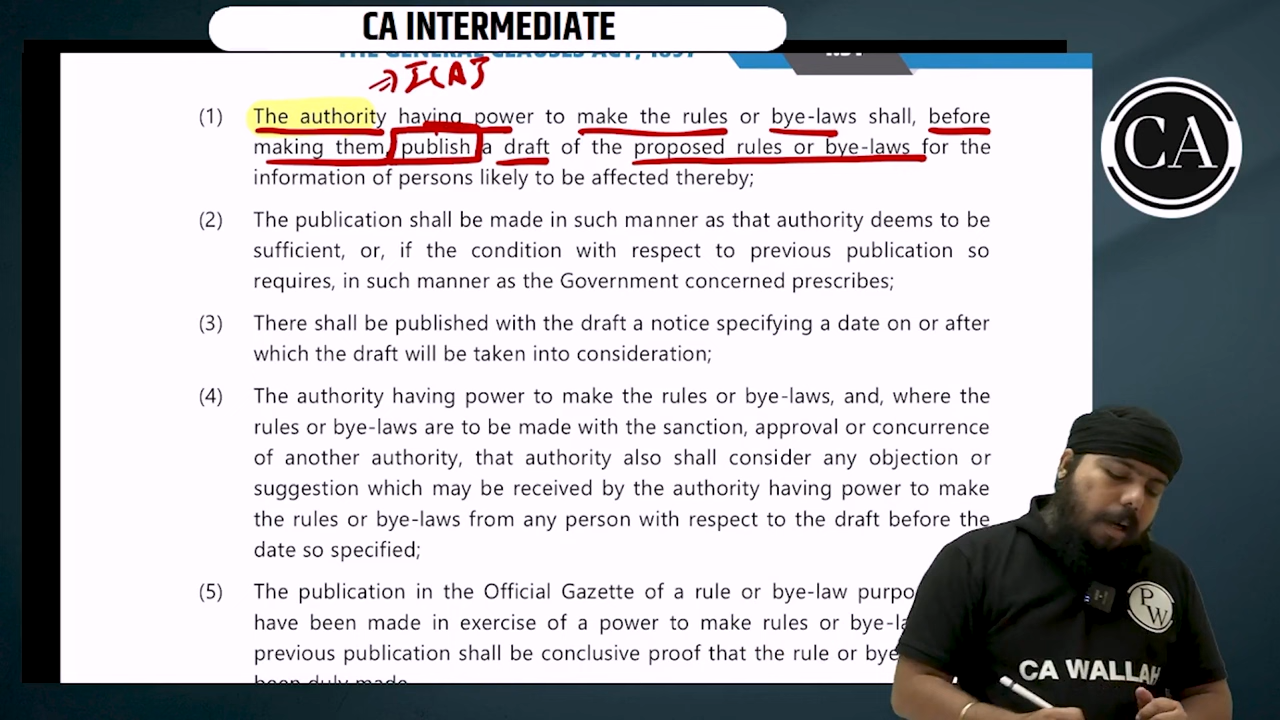 CA INTERMEDIATE
THE GENERAL CLAUSES ACT, 1897
ICAI
(1) The authority having power to make the rules or bye-laws shall, before
making them, publish a draft of the proposed rules or bye-laws for the
information of persons likely to be affected thereby;
(2) The publication shall be made in such manner as that authority deems to be
sufficient, or, if the condition with respect to previous publication so
requires, in such manner as the Government concerned prescribes;
(3) There shall be published with the draft a notice specifying a date on or after
which the draft will be taken into consideration;
(4) The authority having power to make the rules or bye-laws, and, where the
rules or bye-laws are to be made with the sanction, approval or concurrence
of another authority, that authority also shall consider any objection or
suggestion which may be received by the authority having power to make
the rules or bye-laws from any person with respect to the draft before the
date so specified;
(5) The publication in the Official Gazette of a rule or bye-law purpo
have been made in exercise of a power to make rules or bye-la
previous publication shall be conclusive proof that the rule or bye
been duly made.
CA
PW
CA WALLAH